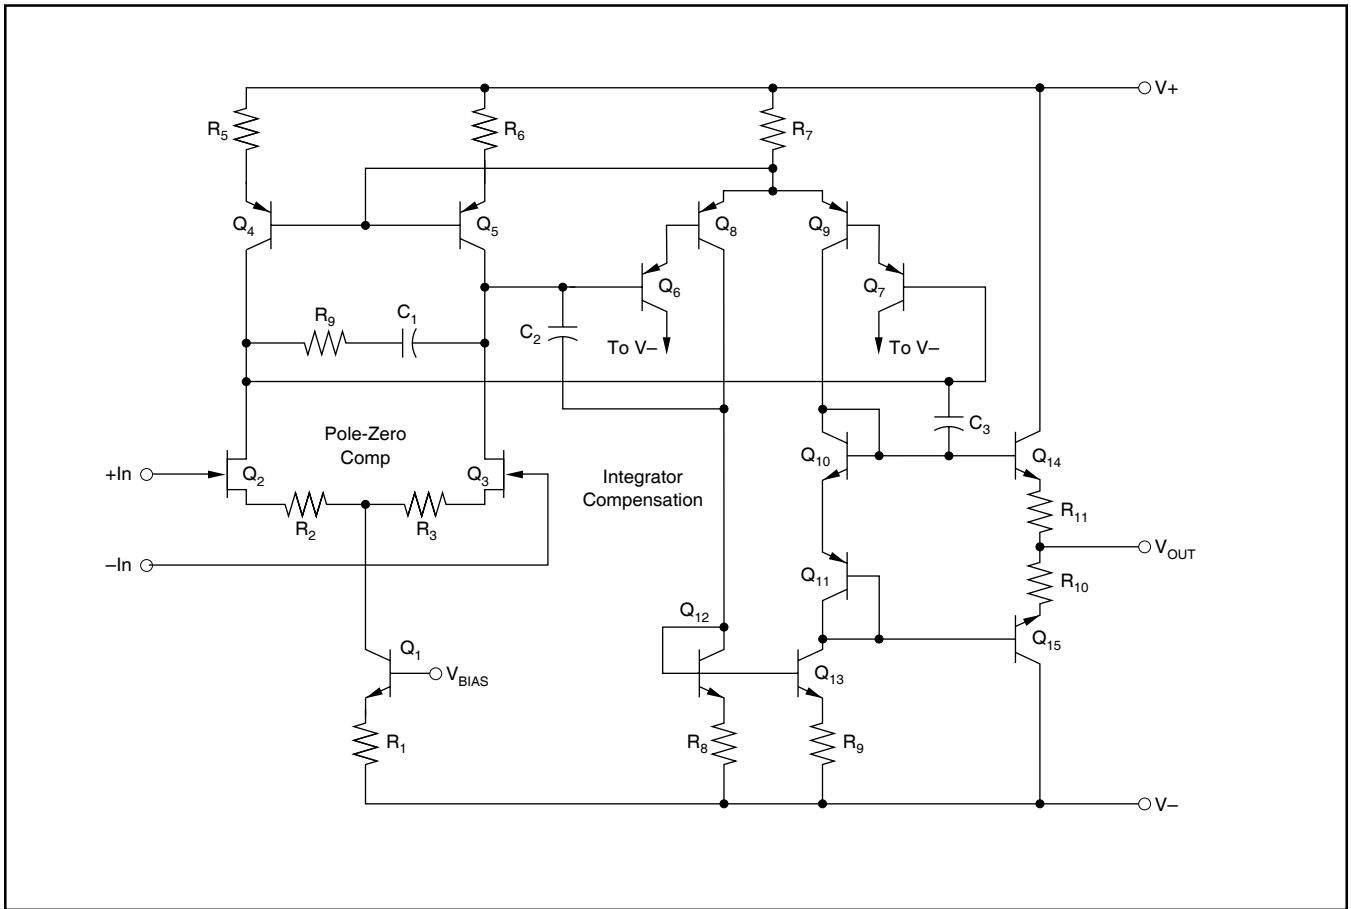 V+
R5
R6
R7
Q4
Q5
Q8
Q9
Q6
Q7
R9
C1
C2
To V–
To V–
C3
Pole-Zero
Comp
+In
Q2
Q3
Integrator
Compensation
Q10
Q14
R2
R3
R11
VOUT
–In
Q11
R10
Q12
Q15
Q1
VBIAS
Q13
R1
R8
R9
V–